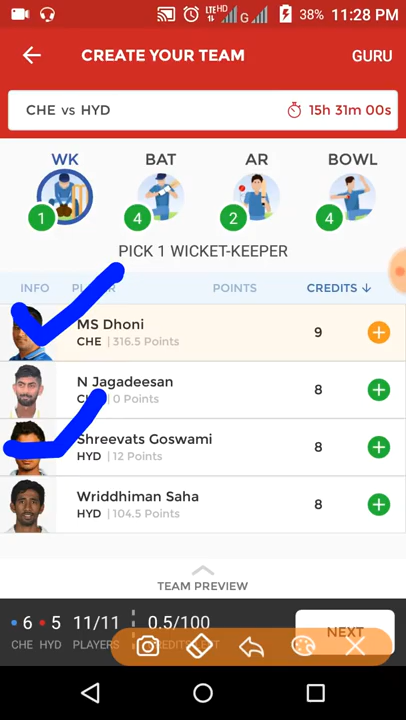 LTE HD G 38% 11:28 PM
CREATE YOUR TEAM GURU
CHE vs HYD 15h 31m 00s
WK BAT AR BOWL
1 4 2 4
PICK 1 WICKET-KEEPER
INFO POINTS CREDITS ↓
MS Dhoni 9
CHE | 316.5 Points
N Jagadeesan 8
| 0 Points
Shreevats Goswami 8
HYD | 12 Points
Wriddhiman Saha 8
HYD | 104.5 Points
TEAM PREVIEW
6 5 11/11 0.5/100 NEXT
CHE HYD PLAYERS